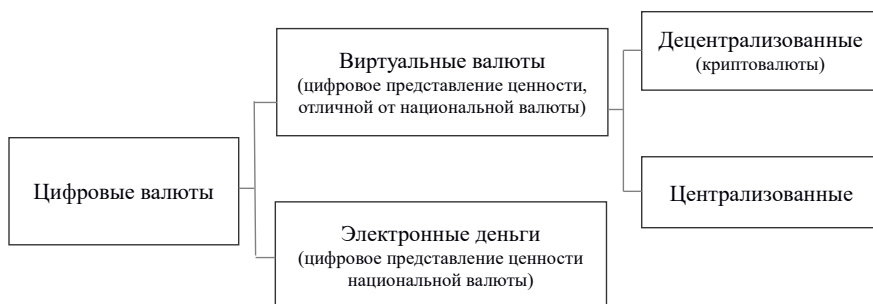 Цифровые валюты
Виртуальные валюты
(цифровое представление ценности,
отличной от национальной валюты)
Электронные деньги
(цифровое представление ценности
национальной валюты)
Децентрализованные
(криптовалюты)
Централизованные